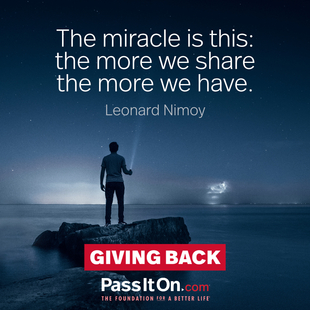 The miracle is this:
the more we share
the more we have.
Leonard Nimoy
GIVING BACK
PassItOn.com®
THE FOUNDATION FOR A BETTER LIFE®